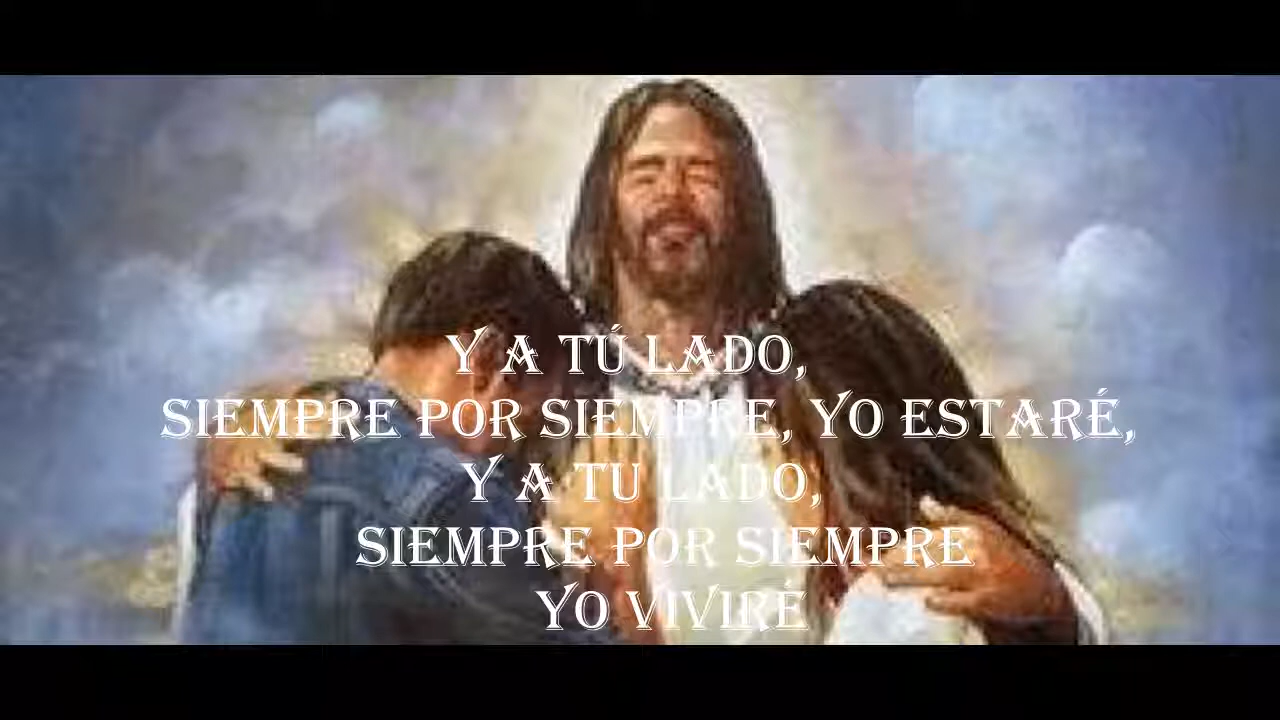 Y A TÚ LADO,
SIEMPRE POR SIEMPRE, YO ESTARÉ,
Y A TU LADO,
SIEMPRE POR SIEMPRE
YO VIVIRÉ